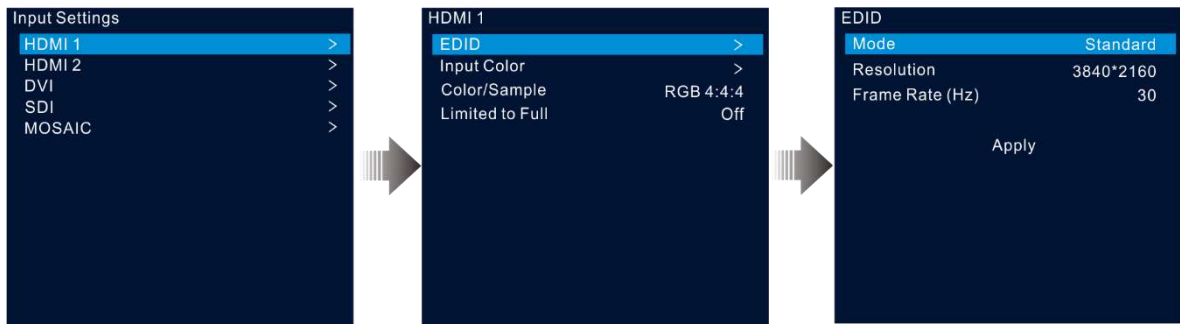 Input Settings
HDMI 1 >
HDMI 2 >
DVI >
SDI >
MOSAIC >
HDMI 1
EDID >
Input Color >
Color/Sample RGB 4:4:4
Limited to Full Off
EDID
Mode Standard
Resolution 3840*2160
Frame Rate (Hz) 30
Apply